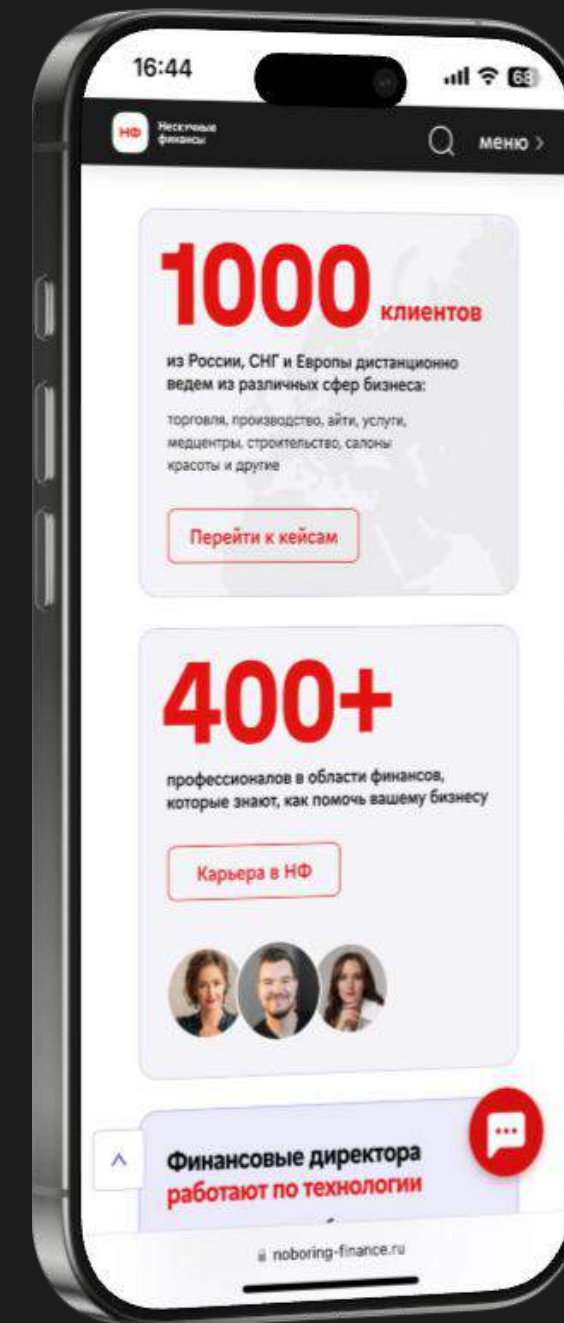 16:44
68
НФ
Нескучные
финансы
меню >
1000 клиентов
из России, СНГ и Европы дистанционно
ведем из различных сфер бизнеса:
торговля, производство, айти, услуги,
медцентры, строительство, салоны
красоты и другие
Перейти к кейсам
400+
профессионалов в области финансов,
которые знают, как помочь вашему бизнесу
Карьера в НФ
Финансовые директора
работают по технологии
noboring-finance.ru